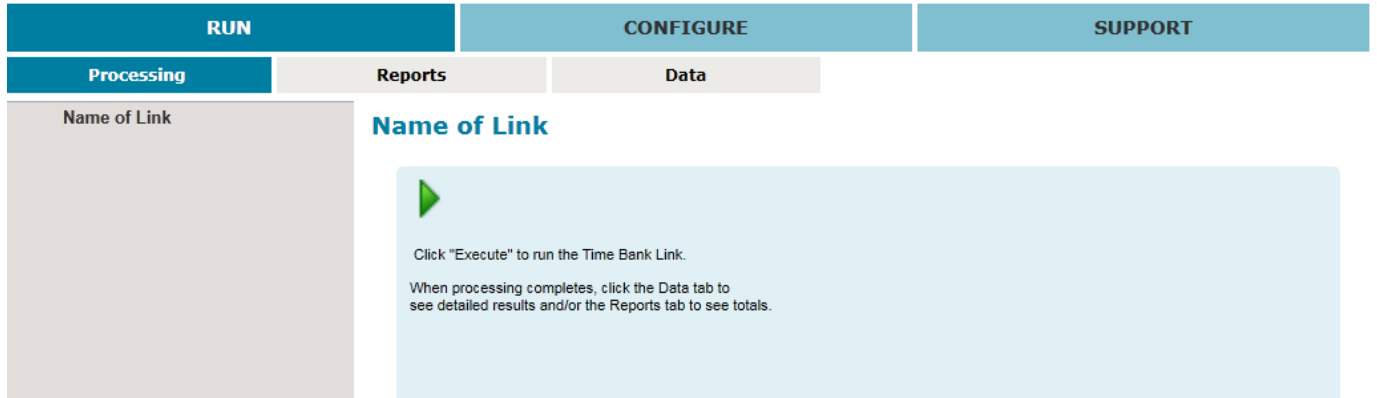 RUN CONFIGURE SUPPORT
Processing Reports Data
Name of Link
Name of Link
Click "Execute" to run the Time Bank Link.
When processing completes, click the Data tab to
see detailed results and/or the Reports tab to see totals.